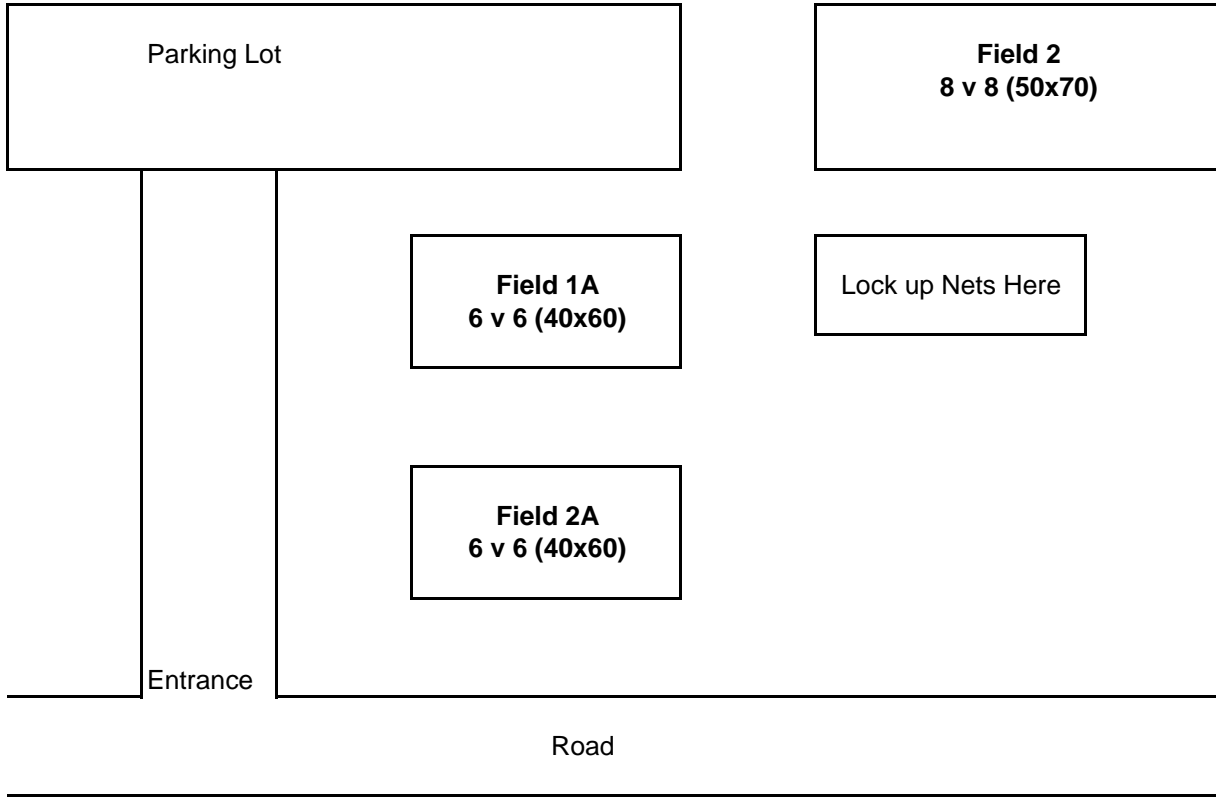 Parking Lot
Field 2
8 v 8 (50x70)
Field 1A
6 v 6 (40x60)
Lock up Nets Here
Field 2A
6 v 6 (40x60)
Entrance
Road